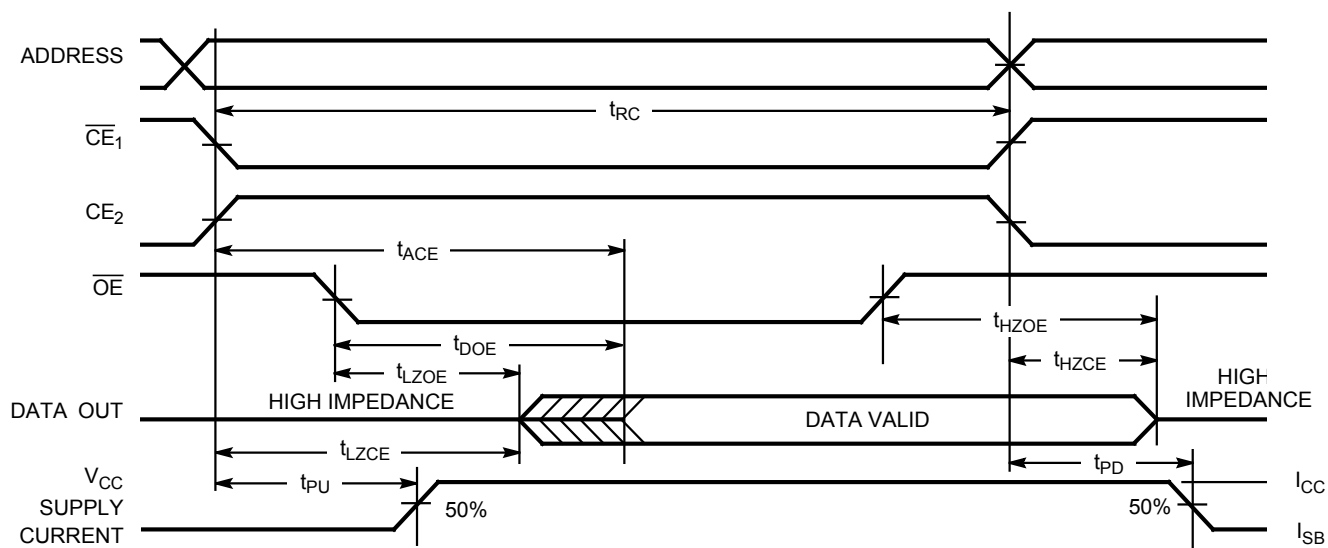 ADDRESS
tRC
CE1
CE2
tACE
OE
tHZOE
tDOE
tHZCE
tLZOE
HIGH IMPEDANCE
HIGH
IMPEDANCE
DATA OUT
DATA VALID
tLZCE
VCC
SUPPLY
CURRENT
tPU
50%
tPD
50%
ICC
ISB